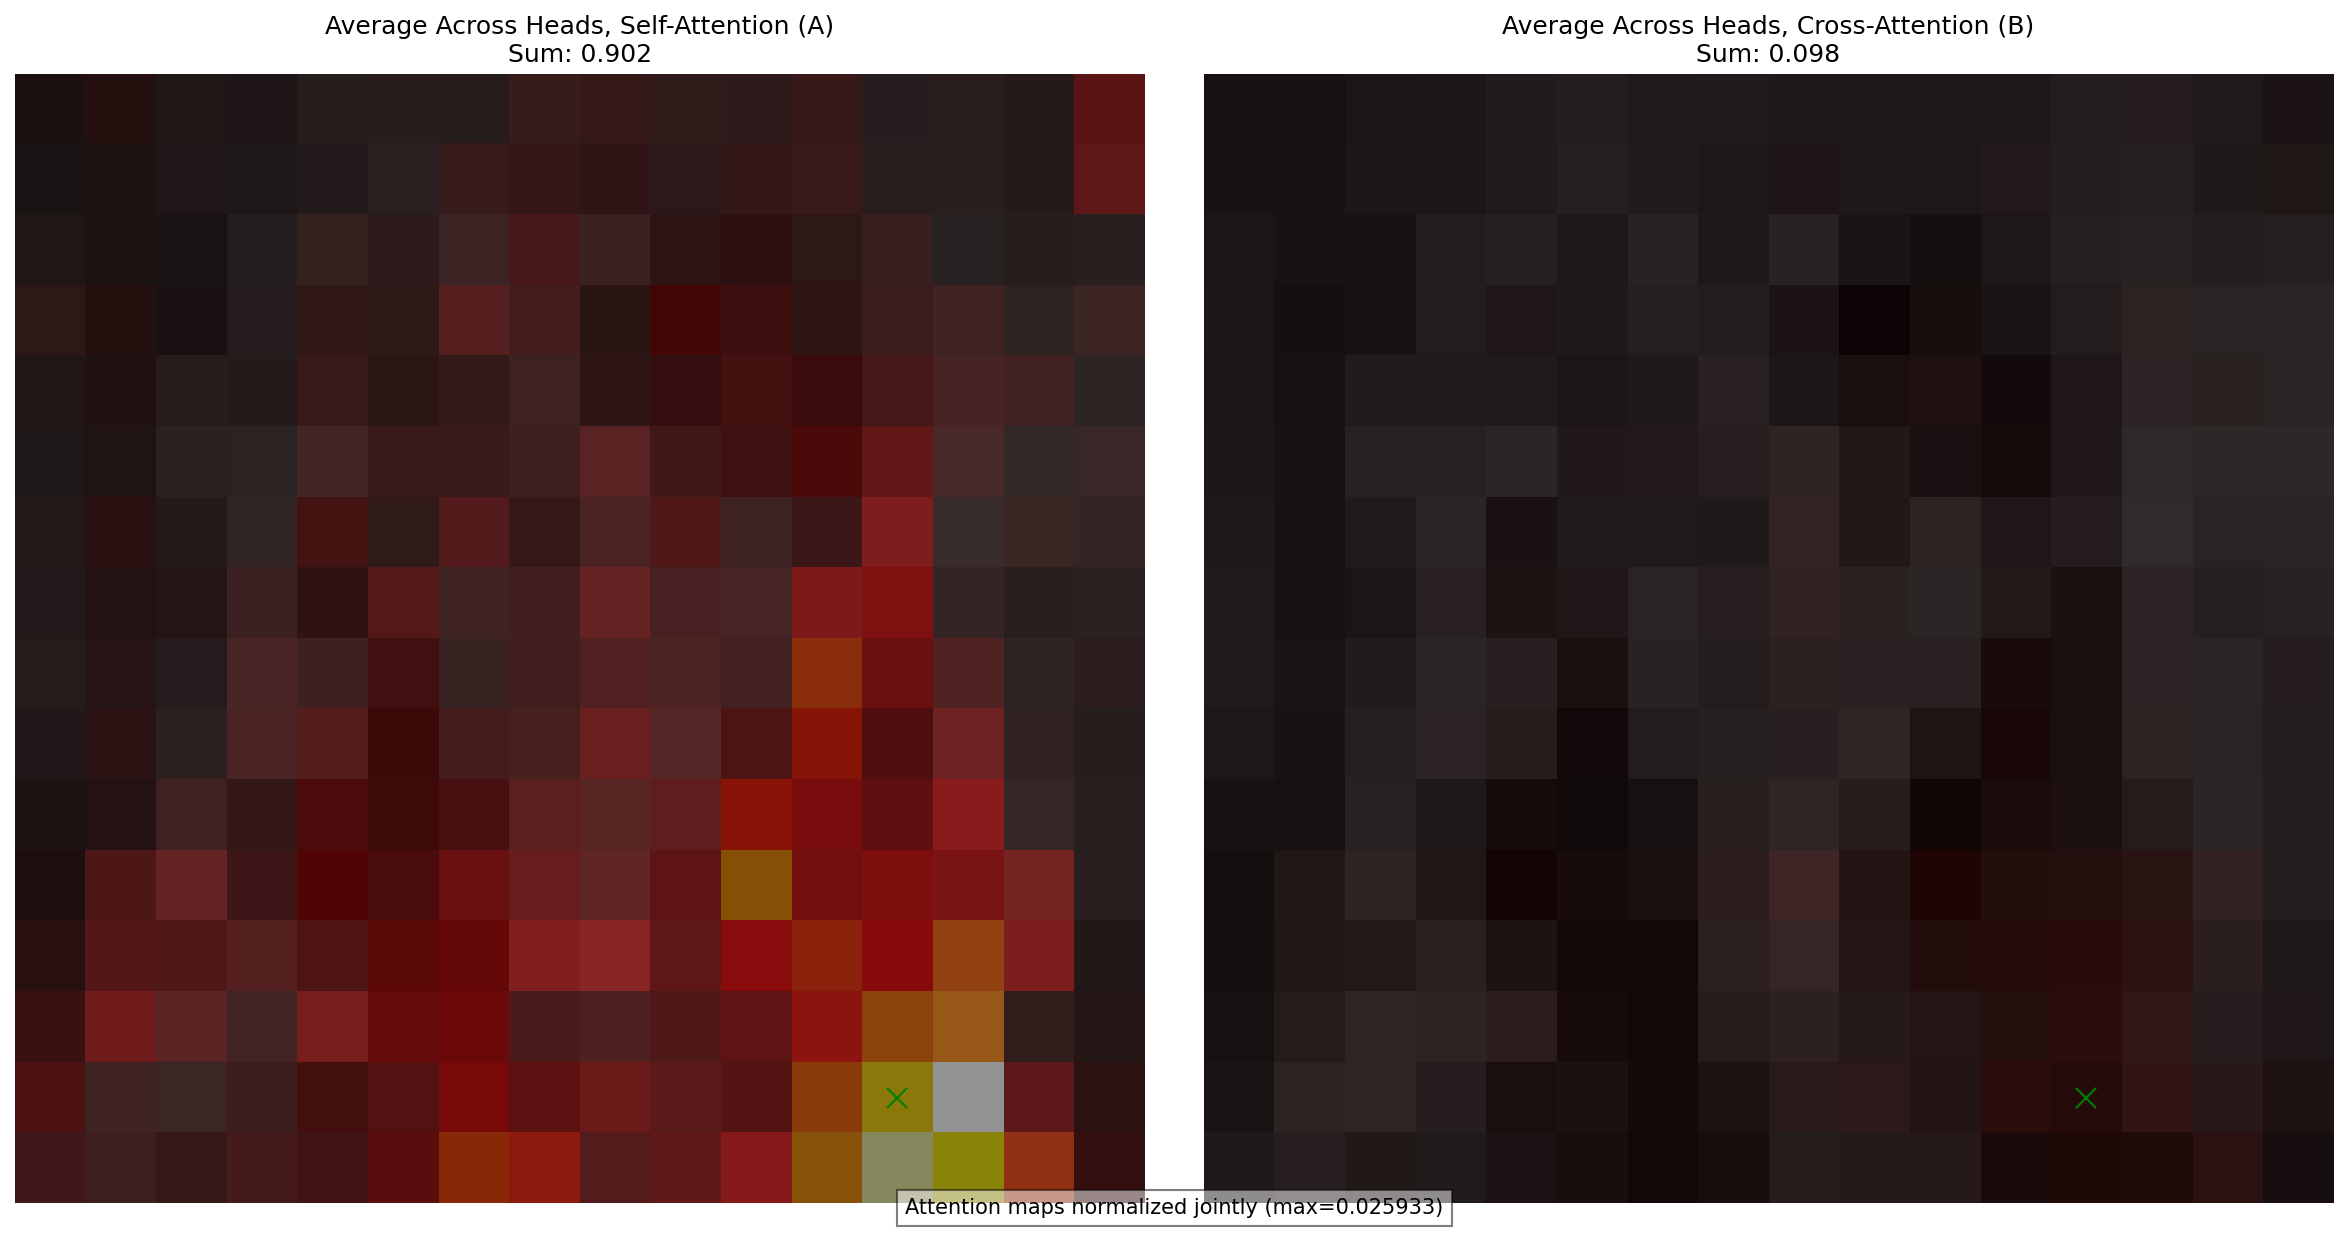 Average Across Heads, Self-Attention (A)
Sum: 0.902
Average Across Heads, Cross-Attention (B)
Sum: 0.098
Attention maps normalized jointly (max=0.025933)